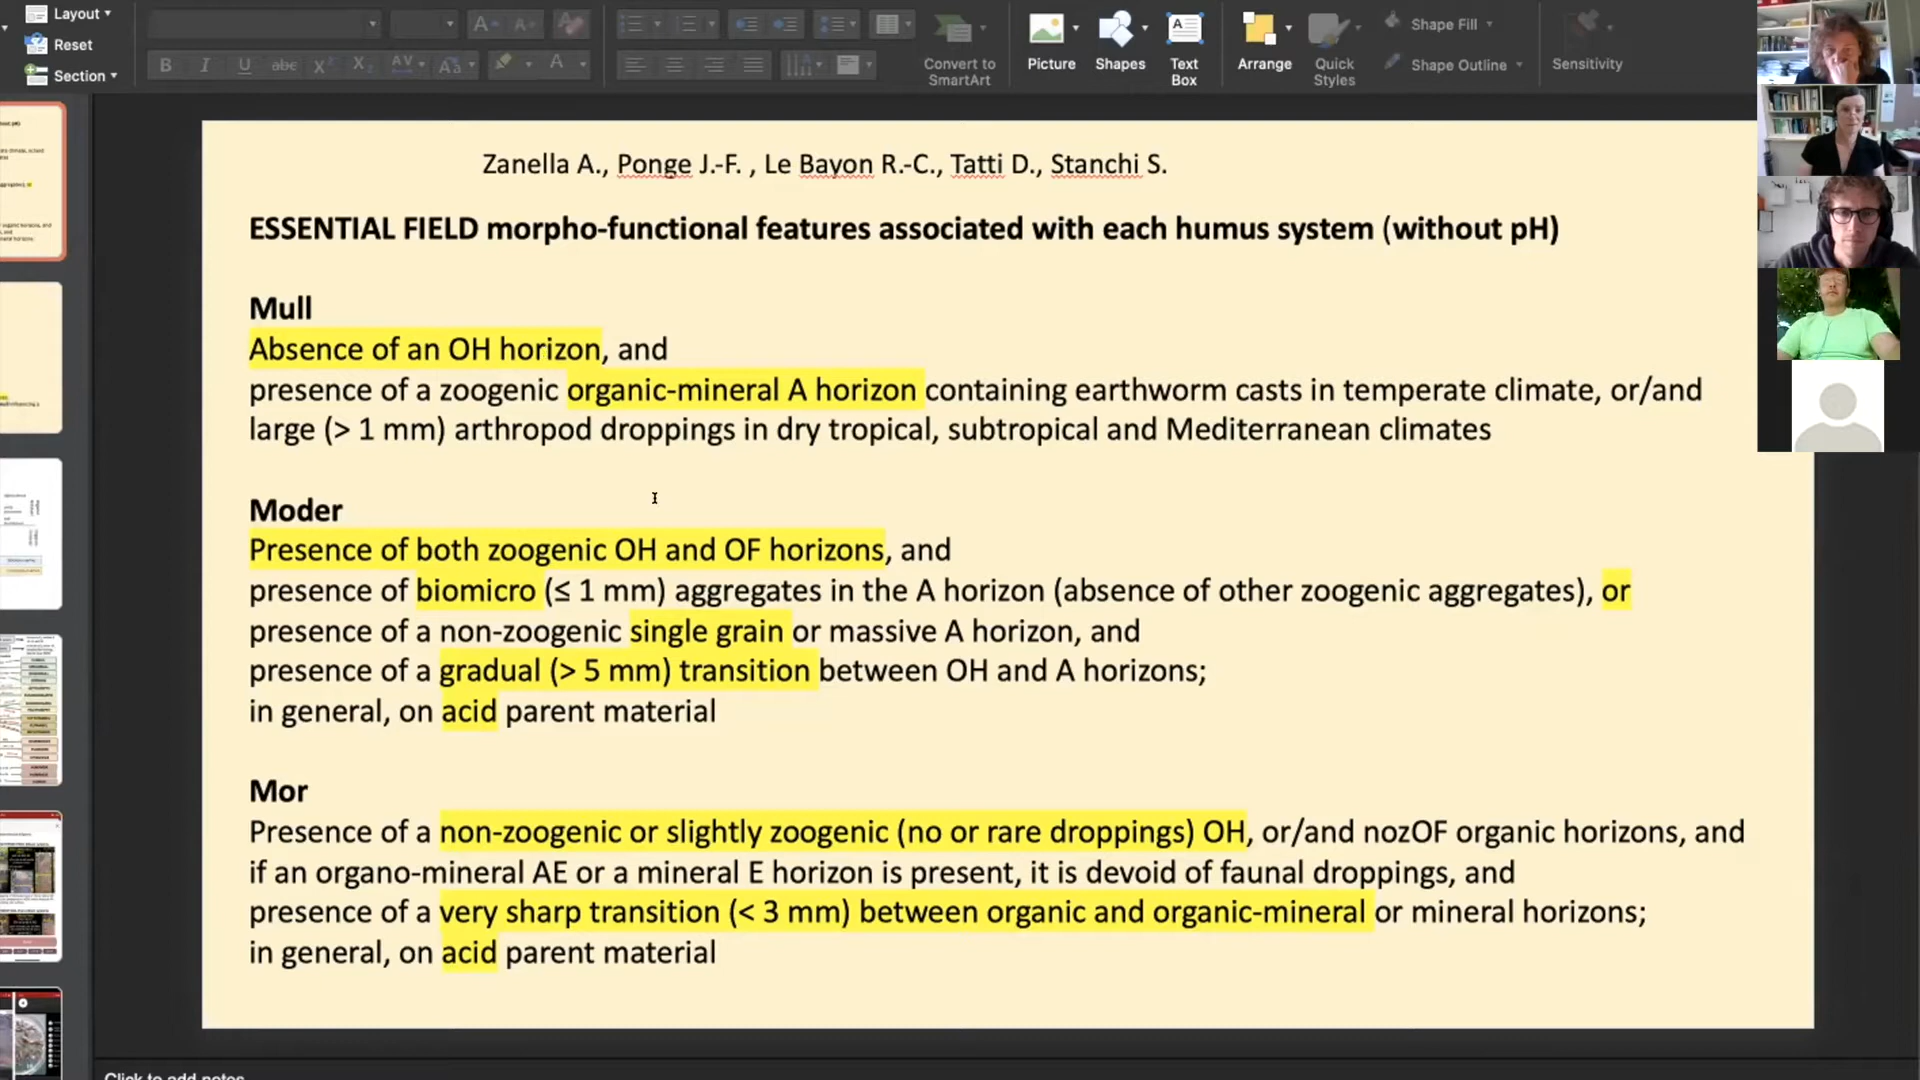 Layout
Reset
Section
B I U abc X X AV Aa A
Convert to
SmartArt
Picture
Shapes
Text
Box
Arrange
Quick
Styles
Shape Fill
Shape Outline
Sensitivity
Zanella A., Ponge J.-F. , Le Bayon R.-C., Tatti D., Stanchi S.
ESSENTIAL FIELD morpho-functional features associated with each humus system (without pH)
Mull
Absence of an OH horizon, and
presence of a zoogenic organic-mineral A horizon containing earthworm casts in temperate climate, or/and
large (> 1 mm) arthropod droppings in dry tropical, subtropical and Mediterranean climates
Moder
Presence of both zoogenic OH and OF horizons, and
presence of biomicro (≤ 1 mm) aggregates in the A horizon (absence of other zoogenic aggregates), or
presence of a non-zoogenic single grain or massive A horizon, and
presence of a gradual (> 5 mm) transition between OH and A horizons;
in general, on acid parent material
Mor
Presence of a non-zoogenic or slightly zoogenic (no or rare droppings) OH, or/and nozOF organic horizons, and
if an organo-mineral AE or a mineral E horizon is present, it is devoid of faunal droppings, and
presence of a very sharp transition (< 3 mm) between organic and organic-mineral or mineral horizons;
in general, on acid parent material
Click to add notes